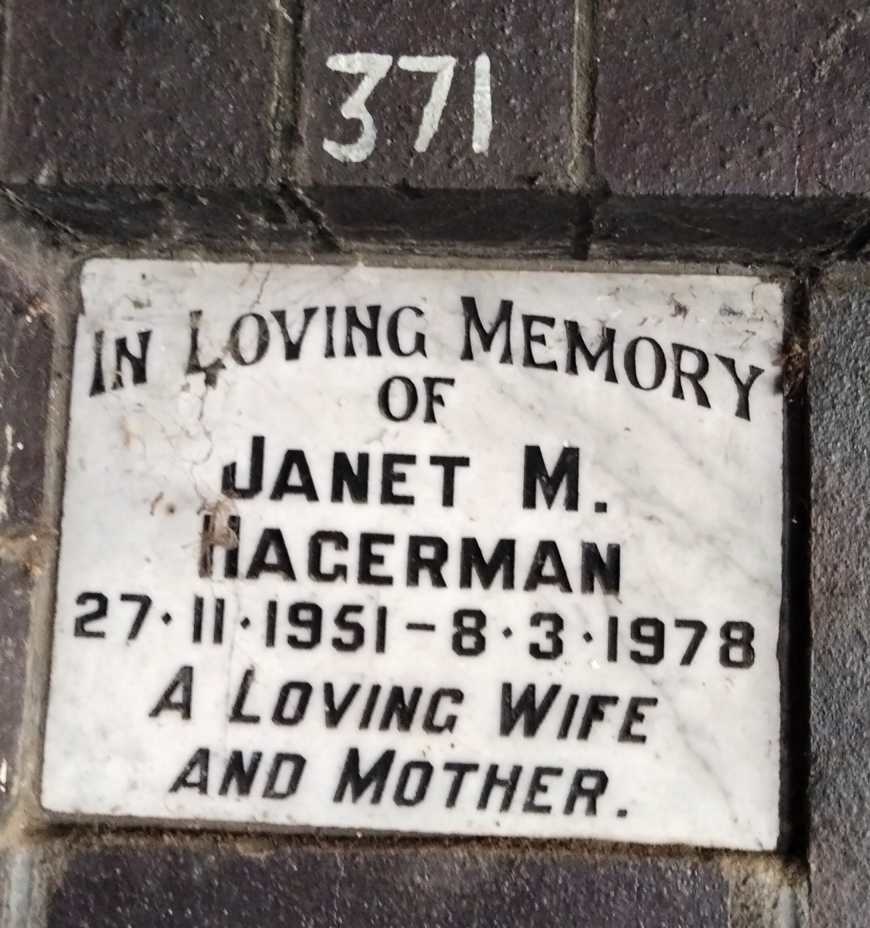 371
IN LOVING MEMORY
OF
JANET M.
HAGERMAN
27·11·1951–8·3·1978
A LOVING WIFE
AND MOTHER.